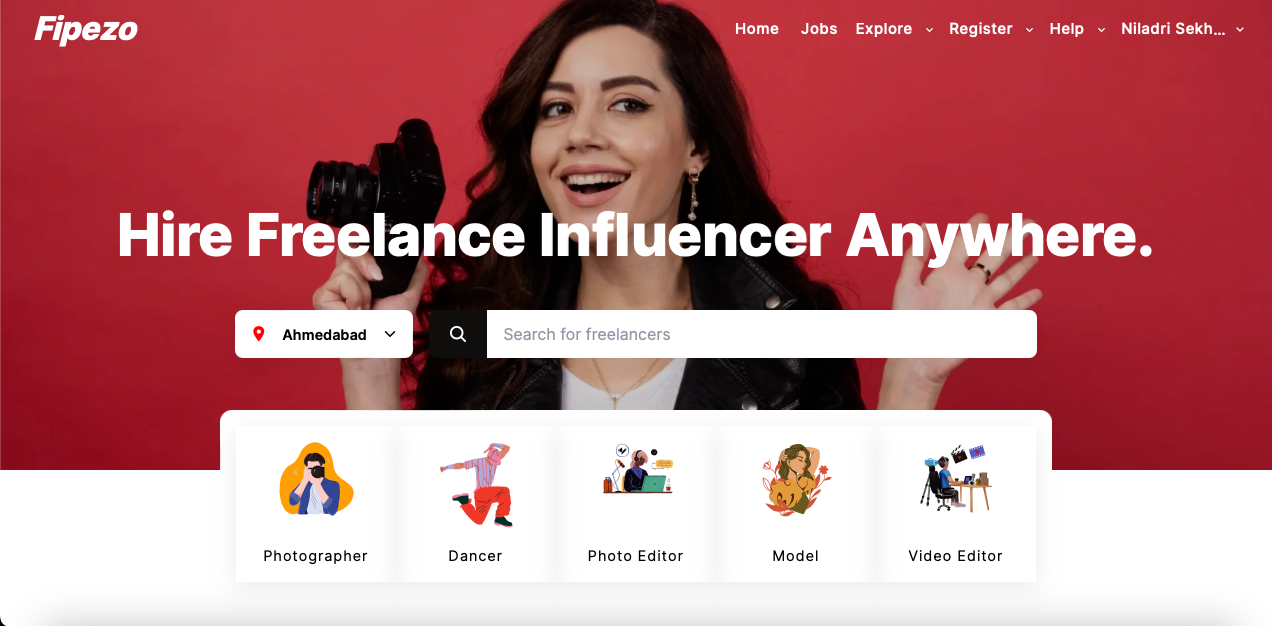 Fipezo
Home Jobs Explore Register Help Niladri Sekh...
Hire Freelance Influencer Anywhere.
Ahmedabad
Search for freelancers
Photographer
Dancer
Photo Editor
Model
Video Editor